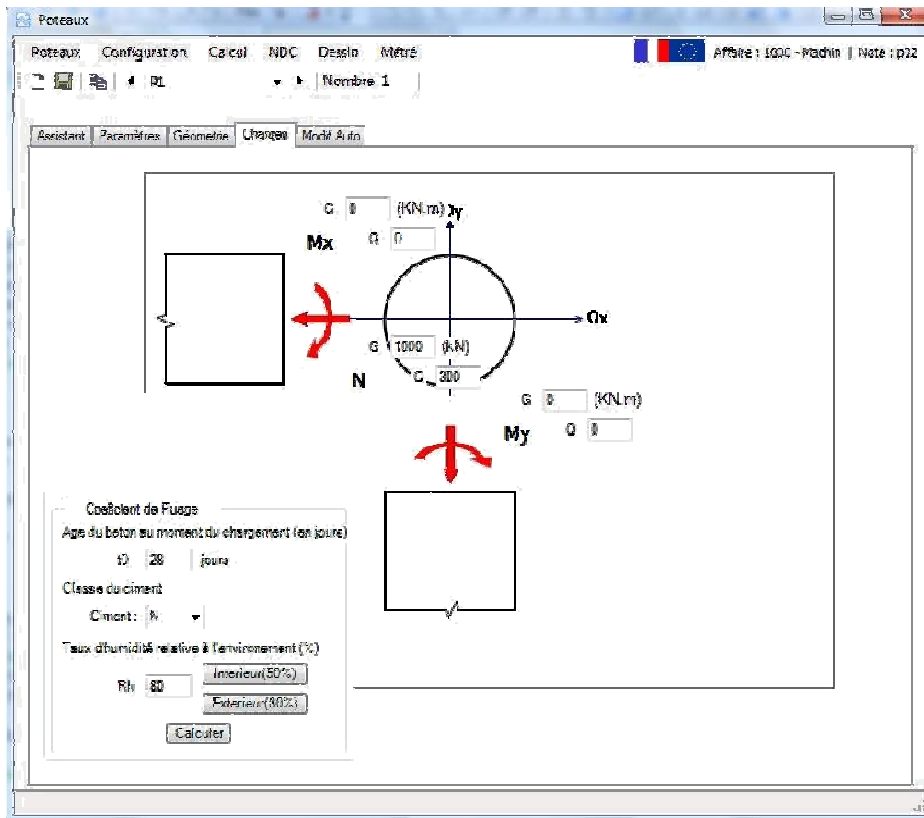 Poteaux
Poteaux Configuration Calcul NDC Dessin Métré Affaire : 1000 - Machin | Note : p22
P1 Nombre 1
Assistant Paramètres Géometrie Charges Modif Auto
G 0 (KN.m) Oy
Mx Q 0
Ox
G 1000 (kN)
N Q 300
G 0 (KN.m)
My Q 0
Coeficient de Fluage
Age du beton au moment du chargement (en jours)
t0 28 jours
Classe du ciment
Ciment : N
Taux d'humidité relative à l'environement (%)
Interieur(50%)
Rh 80
Exterieur(80%)
Calculer